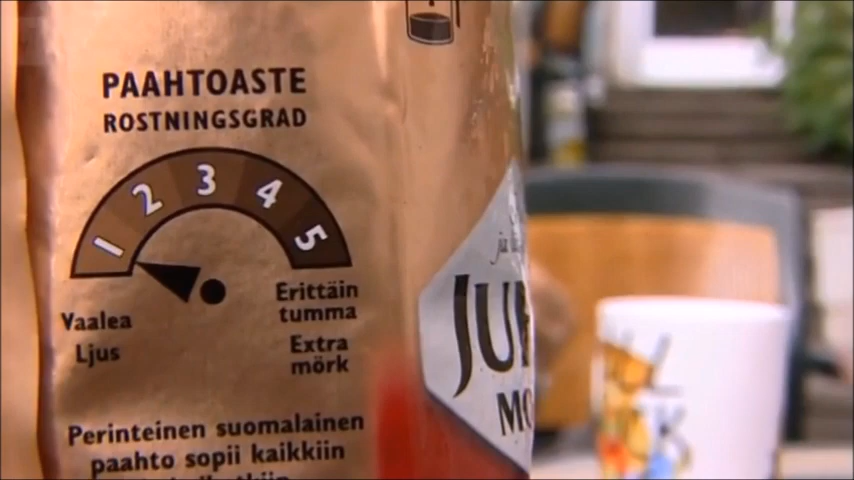 PAAHTOASTE
ROSTNINGSGRAD
1 2 3 4 5
Vaalea
Ljus
Erittäin
tumma
Extra
mörk
Perinteinen suomalainen
paahto sopii kaikkiin